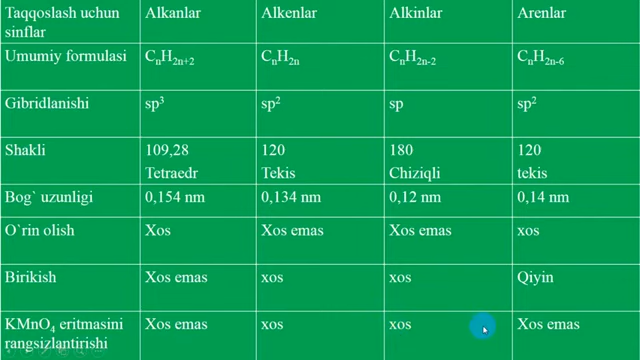 Taqqoslash uchun sinflar Alkanlar Alkenlar Alkinlar Arenlar
Umumiy formulasi CₙH₂ₙ₊₂ CₙH₂ₙ CₙH₂ₙ₋₂ CₙH₂ₙ₋₆
Gibridlanishi sp³ sp² sp sp²
Shakli 109,28 120 180 120
Tetraedr Tekis Chiziqli tekis
Bog` uzunligi 0,154 nm 0,134 nm 0,12 nm 0,14 nm
O`rin olish Xos Xos emas Xos emas xos
Birikish Xos emas xos xos Qiyin
KMnO₄ eritmasini rangsizlantirishi Xos emas xos xos Xos emas